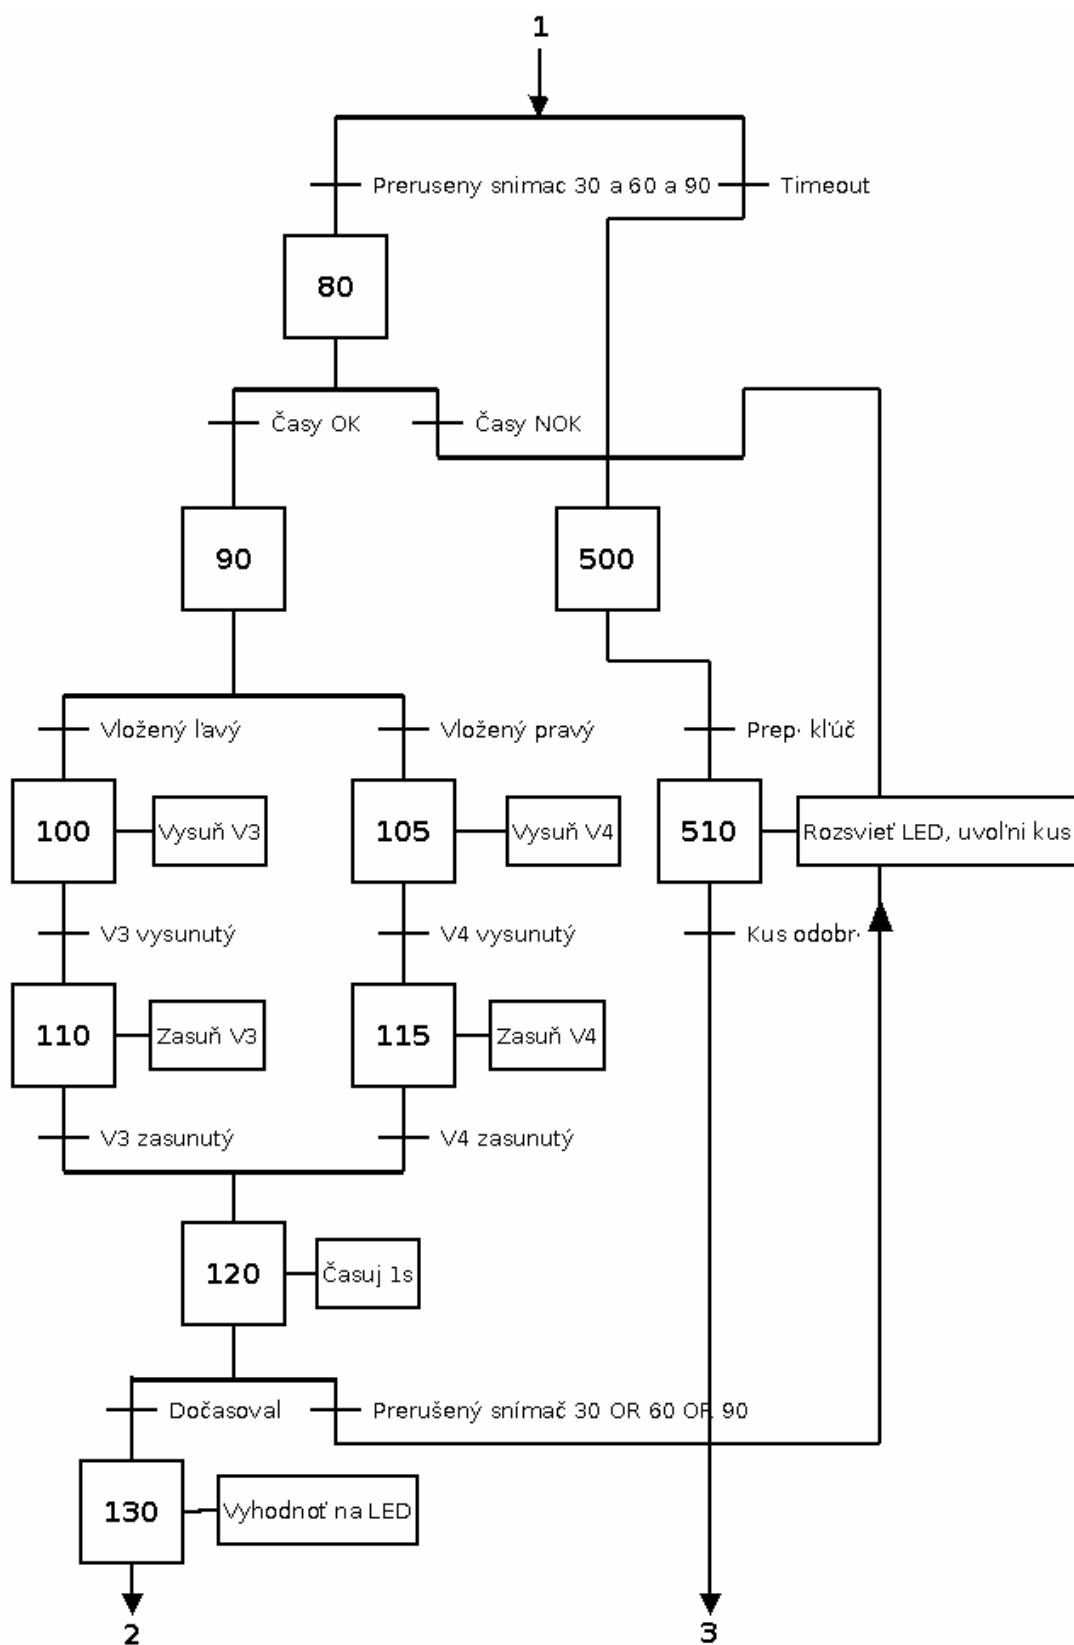 1
Preruseny snimac 30 a 60 a 90
Timeout
80
Časy OK
Časy NOK
90
500
Vložený ľavý
Vložený pravý
Prep. kľúč
100
Vysuň V3
105
Vysuň V4
510
Rozsvieť LED, uvoľni kus
V3 vysunutý
V4 vysunutý
Kus odobr.
110
Zasuň V3
115
Zasuň V4
V3 zasunutý
V4 zasunutý
120
Časuj 1s
Dočasoval
Prerušený snímač 30 OR 60 OR 90
130
Vyhodnoť na LED
2
3